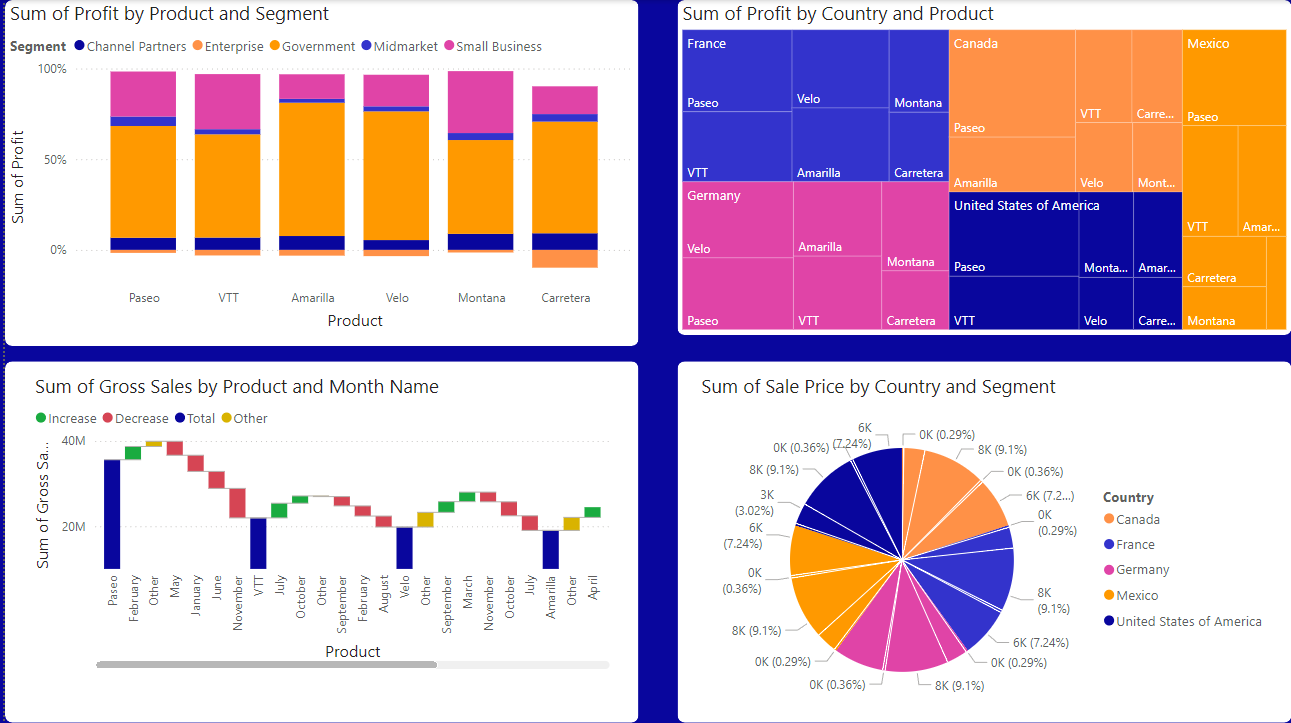 Sum of Profit by Product and Segment
Segment Channel Partners Enterprise Government Midmarket Small Business
100%
50%
0%
Sum of Profit
Paseo VTT Amarilla Velo Montana Carretera
Product
Sum of Profit by Country and Product
France
Paseo
Velo
Montana
VTT
Amarilla
Carretera
Germany
Velo
Amarilla
Montana
Paseo
VTT
Carretera
Canada
Paseo
VTT
Carre...
Amarilla
Velo
Mont...
United States of America
Paseo
Monta...
Amar...
VTT
Velo
Carre...
Mexico
Paseo
VTT
Amar...
Carretera
Montana
Sum of Gross Sales by Product and Month Name
Increase Decrease Total Other
40M
20M
Sum of Gross Sa...
Paseo
February
Other
May
January
June
November
VTT
July
October
Other
September
February
August
Velo
Other
September
March
November
October
July
Amarilla
Other
April
Product
Sum of Sale Price by Country and Segment
0K (0.29%)
8K (9.1%)
0K (0.36%)
6K (7.2...)
0K
(0.29%)
8K
(9.1%)
6K (7.24%)
0K (0.29%)
8K (9.1%)
0K (0.36%)
0K (0.29%)
8K (9.1%)
0K
(0.36%)
6K
(7.24%)
3K
(3.02%)
8K (9.1%)
0K (0.36%)
6K
(7.24%)
Country
Canada
France
Germany
Mexico
United States of America